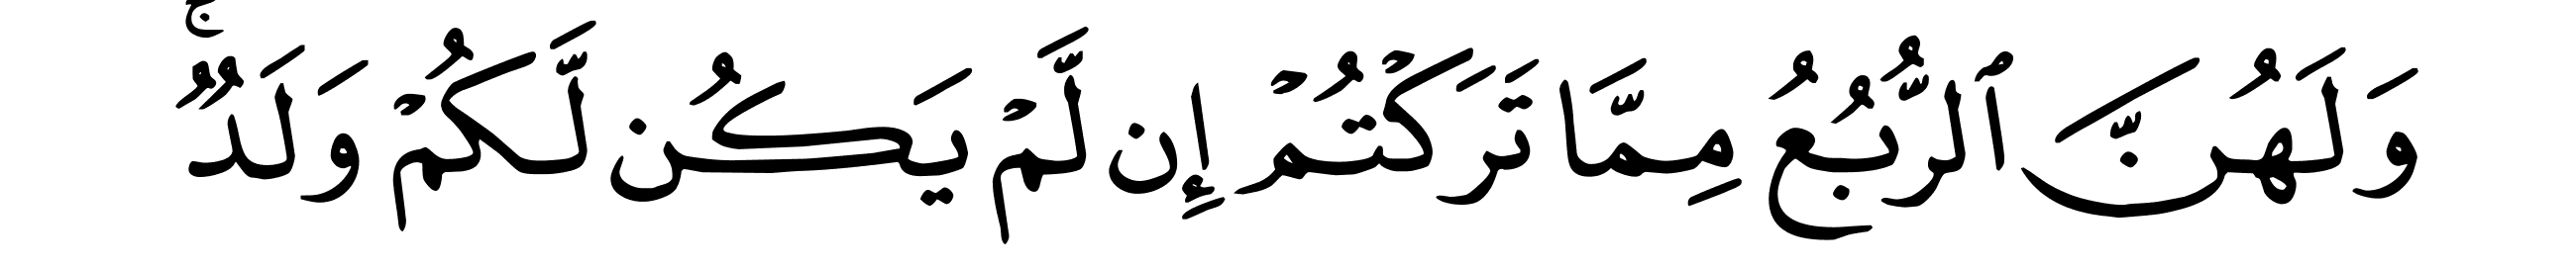 وَلَهُنَّ ٱلرُّبُعُ مِمَّا تَرَكْتُمْ إِن لَّمْ يَكُن لَّكُمْ وَلَدٌۚ